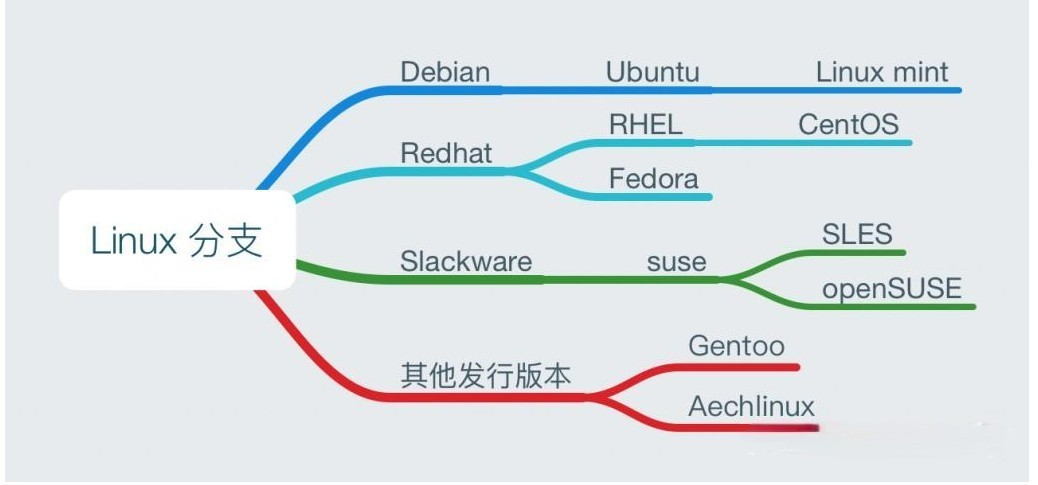 Debian Ubuntu Linux mint
RHEL CentOS
Redhat
Fedora
Linux 分支
SLES
Slackware suse
openSUSE
Gentoo
其他发行版本
Aechlinux